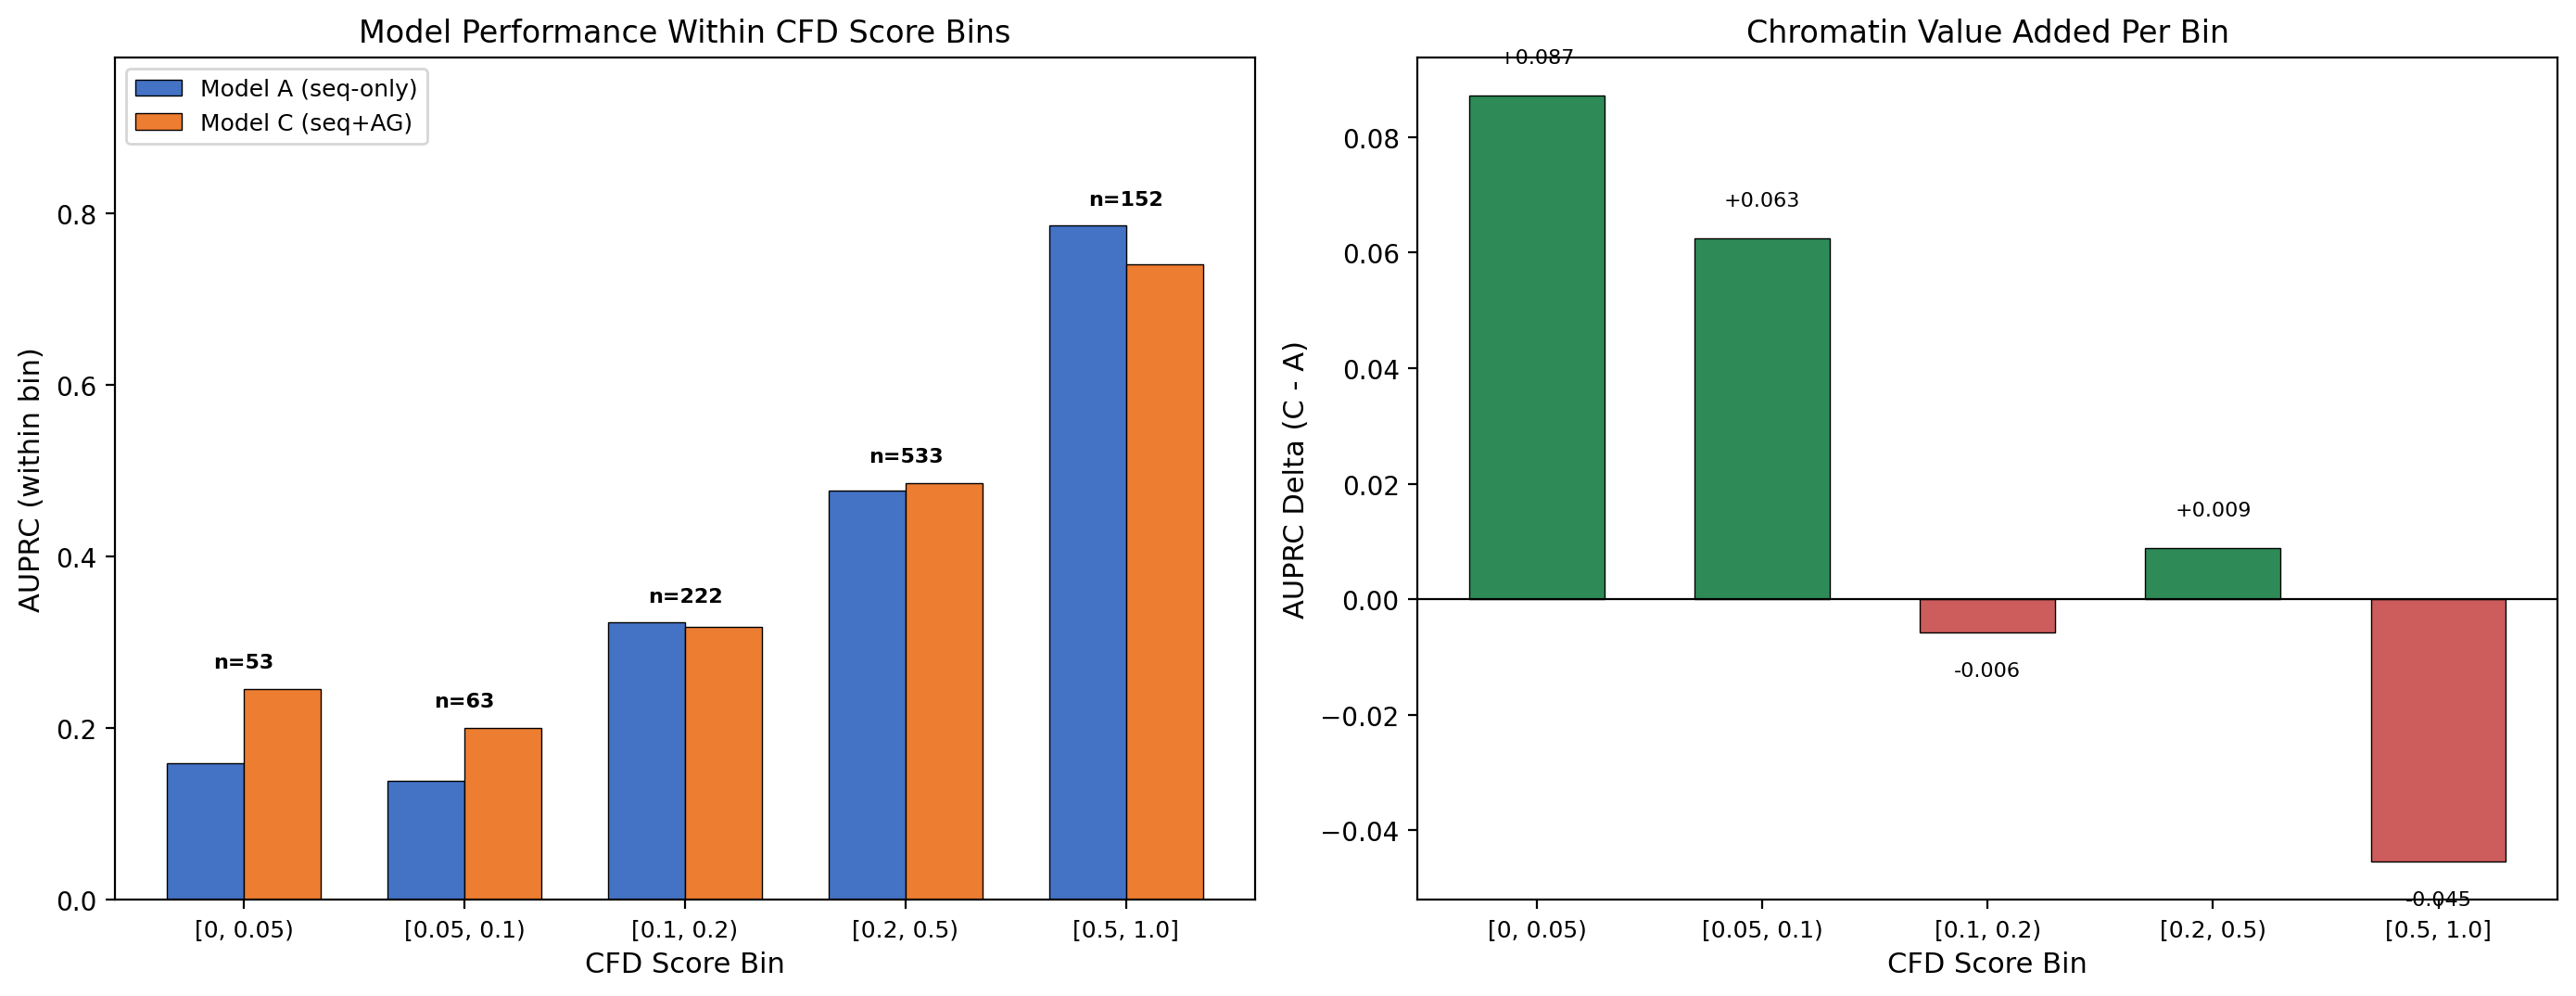 Model Performance Within CFD Score Bins
Model A (seq-only)
Model C (seq+AG)
AUPRC (within bin)
0.8
0.6
0.4
0.2
0.0
n=53
n=63
n=222
n=533
n=152
[0, 0.05)
[0.05, 0.1)
[0.1, 0.2)
[0.2, 0.5)
[0.5, 1.0]
CFD Score Bin
Chromatin Value Added Per Bin
AUPRC Delta (C - A)
0.08
0.06
0.04
0.02
0.00
−0.02
−0.04
+0.087
+0.063
-0.006
+0.009
-0.045
[0, 0.05)
[0.05, 0.1)
[0.1, 0.2)
[0.2, 0.5)
[0.5, 1.0]
CFD Score Bin